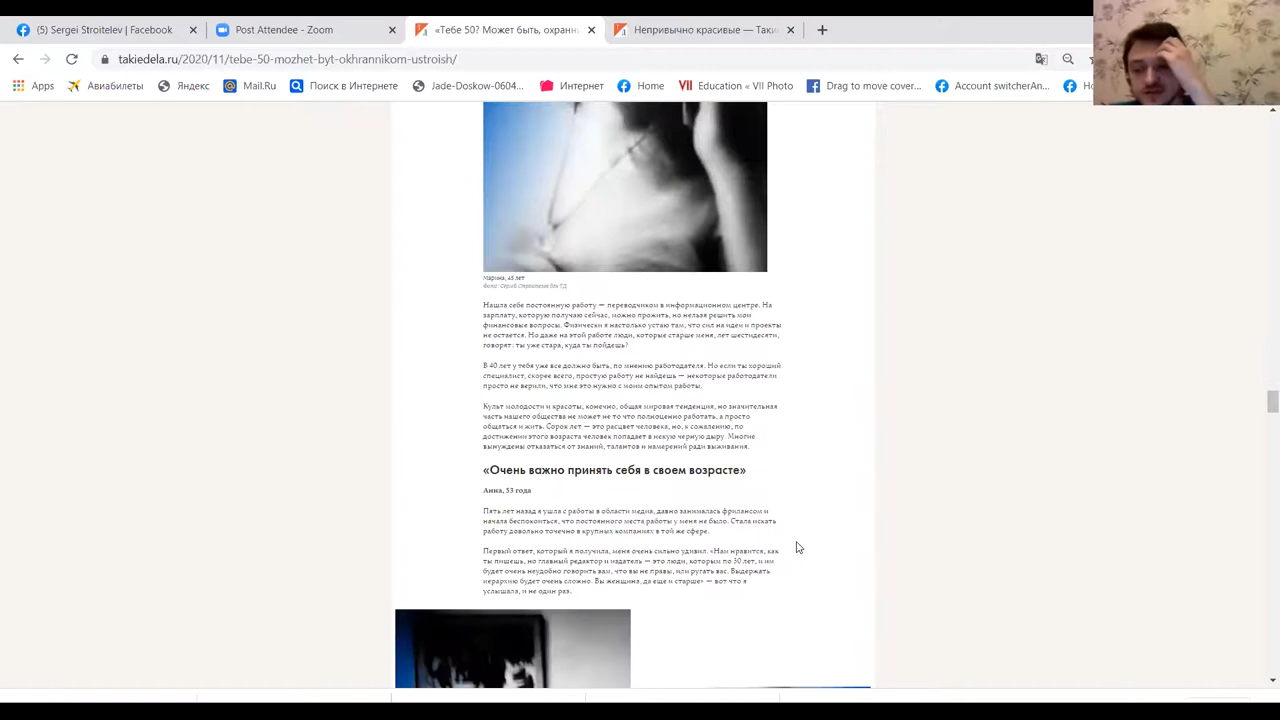 (5) Sergei Stroitelev | Facebook
Post Attendee - Zoom
«Тебе 50? Может быть, охранн
Непривычно красивые — Таки
takiedela.ru/2020/11/tebe-50-mozhet-byt-okhrannikom-ustroish/
Apps
Авиабилеты
Яндекс
Mail.Ru
Поиск в Интернете
Jade-Doskow-0604...
Интернет
Home
Education « VII Photo
Drag to move cover...
Account switcherAn...
Марина, 45 лет
Фото: Сергей Строителев для ТД
Нашла себе постоянную работу — переводчиком в информационном центре. На
зарплату, которую получаю сейчас, можно прожить, но нельзя решить мои
финансовые вопросы. Физически я настолько устаю там, что сил на идеи и проекты
не остается. Но даже на этой работе люди, которые старше меня, лет шестидесяти,
говорят: ты уже стара, куда ты пойдешь?
В 40 лет у тебя уже все должно быть, по мнению работодателя. Но если ты хороший
специалист, скорее всего, простую работу не найдешь — некоторые работодатели
просто не верили, что мне это нужно с моим опытом работы.
Культ молодости и красоты, конечно, общая мировая тенденция, но значительная
часть нашего общества не может не то что полноценно работать, а просто
общаться и жить. Сорок лет — это расцвет человека, но, к сожалению, по
достижении этого возраста человек попадает в некую черную дыру. Многие
вынуждены отказаться от знаний, талантов и намерений ради выживания.
«Очень важно принять себя в своем возрасте»
Анна, 53 года
Пять лет назад я ушла с работы в области медиа, давно занималась фрилансом и
начала беспокоиться, что постоянного места работы у меня не было. Стала искать
работу довольно точечно в крупных компаниях в той же сфере.
Первый ответ, который я получила, меня очень сильно удивил. «Нам нравится, как
ты пишешь, но главный редактор и издатель — это люди, которым по 30 лет, и им
будет очень неудобно говорить вам, что вы не правы, или ругать вас. Выдержать
иерархию будет очень сложно. Вы женщина, да еще и старше» — вот что я
услышала, и не один раз.